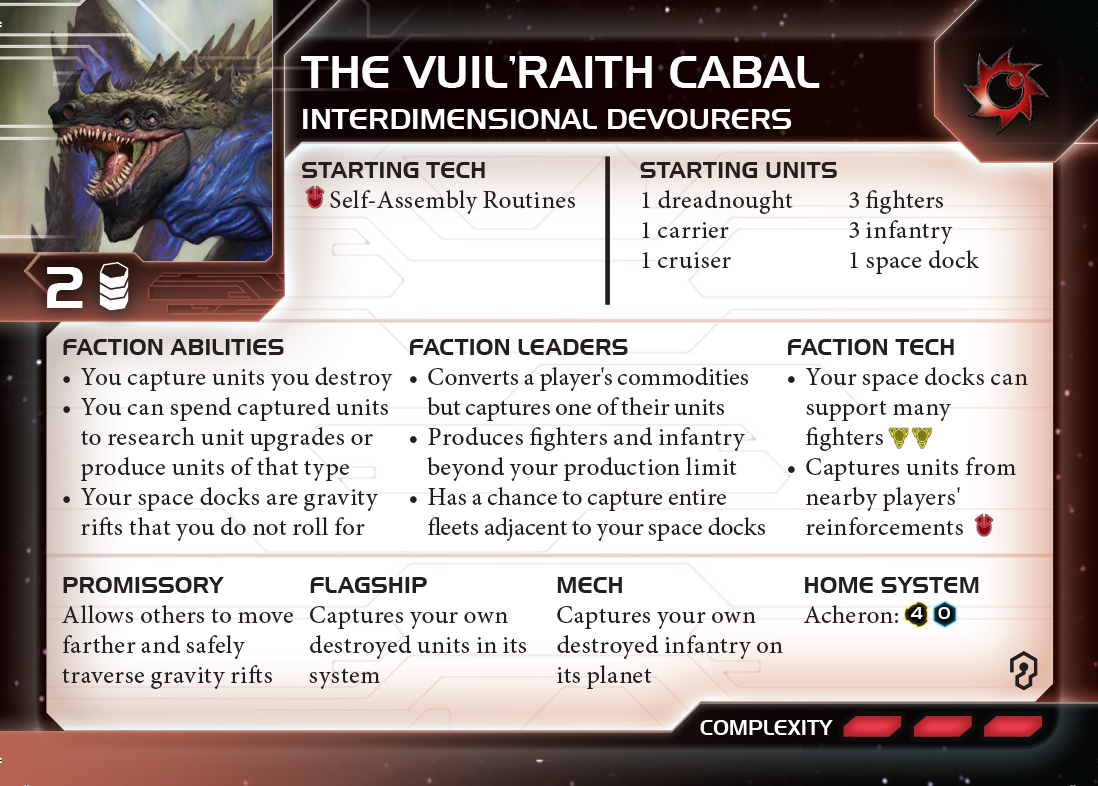 THE VUIL'RAITH CABAL
INTERDIMENSIONAL DEVOURERS
2
STARTING TECH
Self-Assembly Routines
STARTING UNITS
1 dreadnought
1 carrier
1 cruiser
3 fighters
3 infantry
1 space dock
FACTION ABILITIES
• You capture units you destroy
• You can spend captured units
to research unit upgrades or
produce units of that type
• Your space docks are gravity
rifts that you do not roll for
FACTION LEADERS
• Converts a player's commodities
but captures one of their units
• Produces fighters and infantry
beyond your production limit
• Has a chance to capture entire
fleets adjacent to your space docks
FACTION TECH
• Your space docks can
support many
fighters
• Captures units from
nearby players'
reinforcements
PROMISSORY
Allows others to move
farther and safely
traverse gravity rifts
FLAGSHIP
Captures your own
destroyed units in its
system
MECH
Captures your own
destroyed infantry on
its planet
HOME SYSTEM
Acheron: 4 0
COMPLEXITY